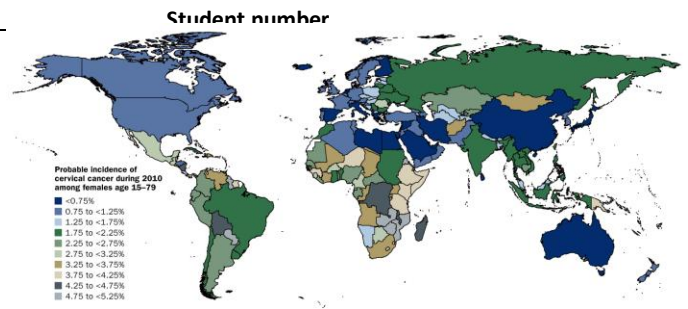 Student number
Probable incidence of
cervical cancer during 2010
among females age 15–79
<0.75%
0.75 to <1.25%
1.25 to <1.75%
1.75 to <2.25%
2.25 to <2.75%
2.75 to <3.25%
3.25 to <3.75%
3.75 to <4.25%
4.25 to <4.75%
4.75 to <5.25%